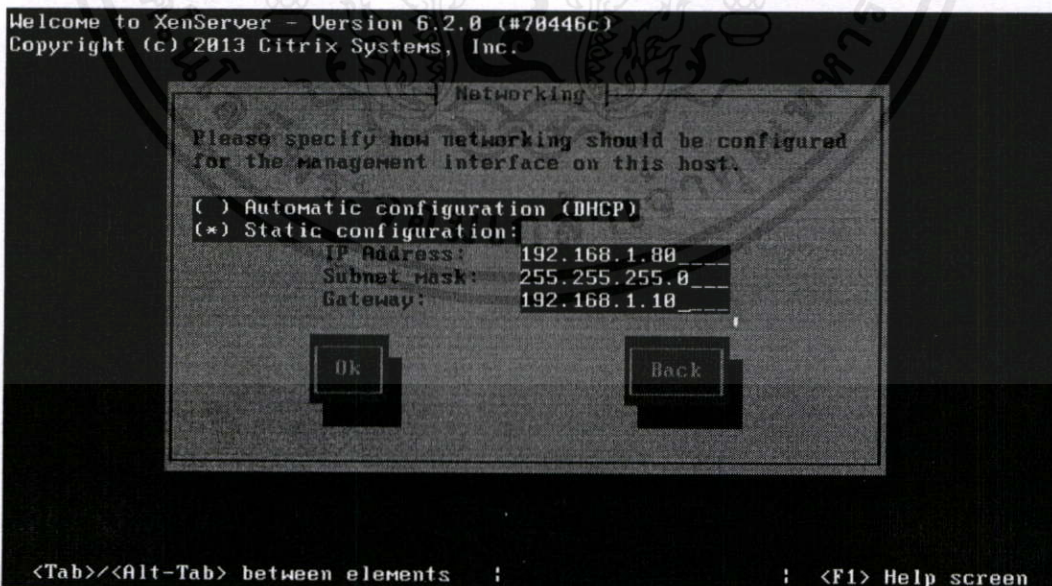 Welcome to XenServer - Version 6.2.0 (#70446c)
Copyright (c) 2013 Citrix Systems, Inc.
Networking
Please specify how networking should be configured
for the management interface on this host.
( ) Automatic configuration (DHCP)
(*) Static configuration:
IP Address: 192.168.1.80____
Subnet mask: 255.255.255.0___
Gateway: 192.168.1.10____
Ok Back
<Tab>/<Alt-Tab> between elements | | <F1> Help screen